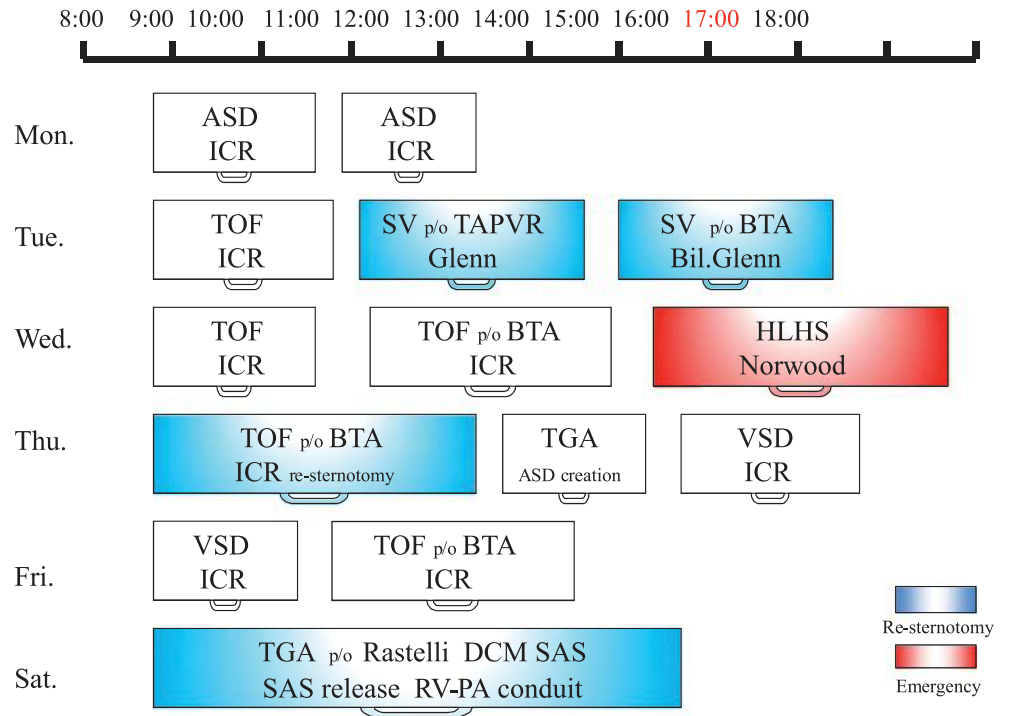 8:00 9:00 10:00 11:00 12:00 13:00 14:00 15:00 16:00 17:00 18:00
Mon.
ASD
ICR
ASD
ICR
Tue.
TOF
ICR
SV p/o TAPVR
Glenn
SV p/o BTA
Bil.Glenn
Wed.
TOF
ICR
TOF p/o BTA
ICR
HLHS
Norwood
Thu.
TOF p/o BTA
ICR re-sternotomy
TGA
ASD creation
VSD
ICR
Fri.
VSD
ICR
TOF p/o BTA
ICR
Re-sternotomy
Emergency
Sat.
TGA p/o Rastelli DCM SAS
SAS release RV-PA conduit